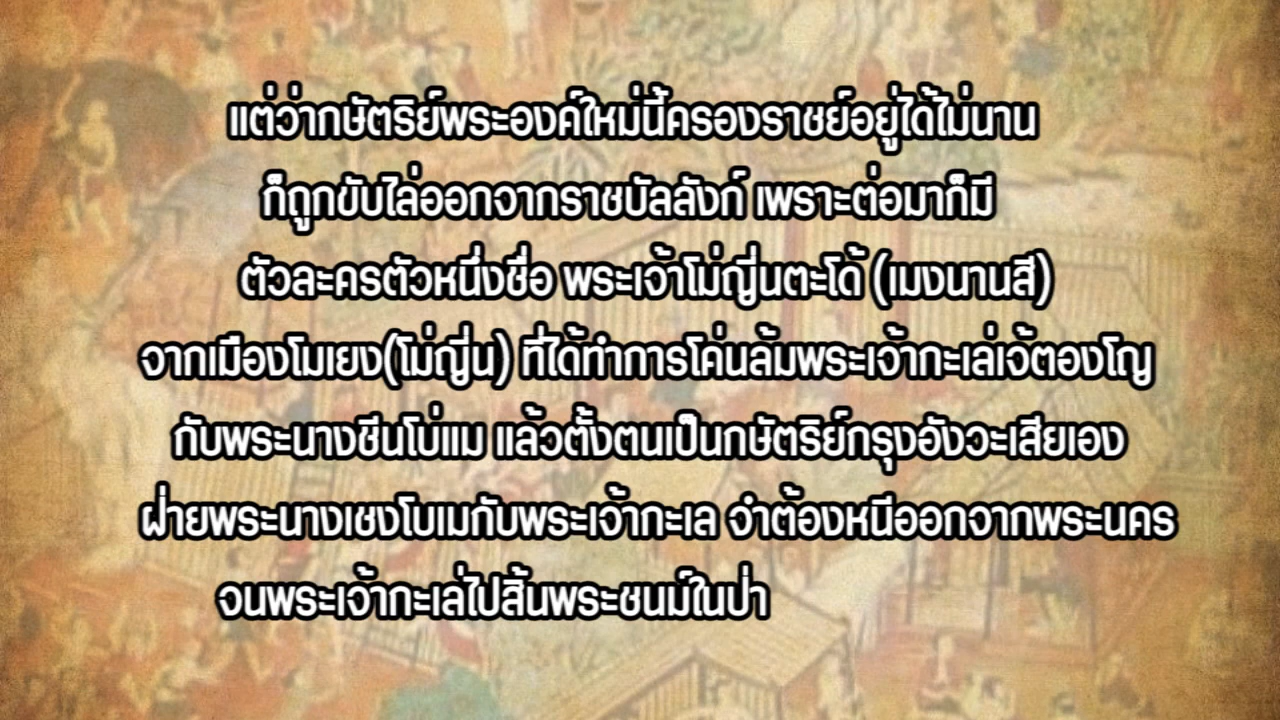 แต่ว่ากษัตริย์พระองค์ใหม่นี้ครองราชย์อยู่ได้ไม่นาน
ก็ถูกขับไล่ออกจากราชบัลลังก์ เพราะต่อมาก็มี
ตัวละครตัวหนึ่งชื่อ พระเจ้าโม่ญี่นตะโด้ (เมงนานสี)
จากเมืองโมเยง(โม่ญี่น) ที่ได้ทำการโค่นล้มพระเจ้ากะเล่เจ้ตองโญ
กับพระนางชีนโบ่แม แล้วตั้งตนเป็นกษัตริย์กรุงอังวะเสียเอง
ฝ่ายพระนางเชงโบเมกับพระเจ้ากะเล จำต้องหนีออกจากพระนคร
จนพระเจ้ากะเล่ไปสิ้นพระชนม์ในป่า